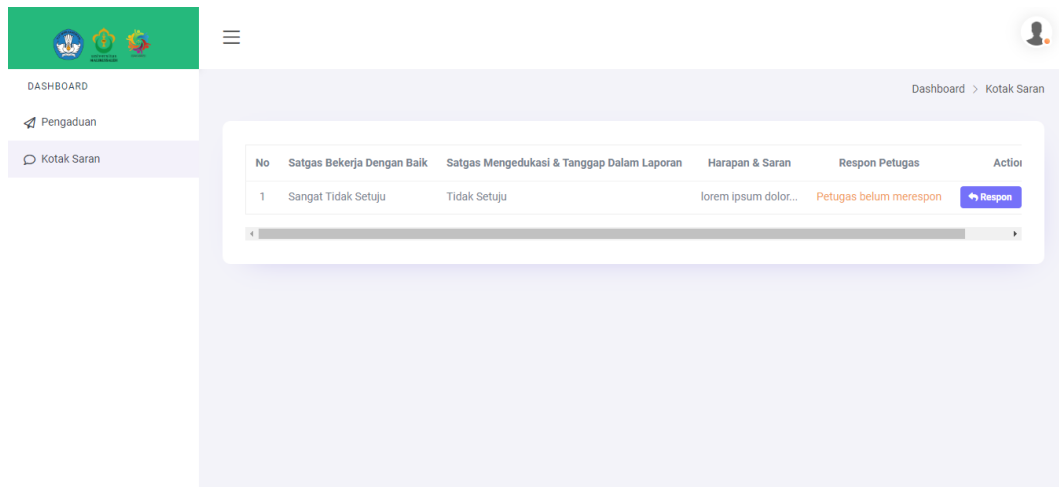 DASHBOARD
Dashboard > Kotak Saran
Pengaduan
Kotak Saran
No Satgas Bekerja Dengan Baik Satgas Mengedukasi & Tanggap Dalam Laporan Harapan & Saran Respon Petugas Action
1 Sangat Tidak Setuju Tidak Setuju lorem ipsum dolor... Petugas belum merespon Respon